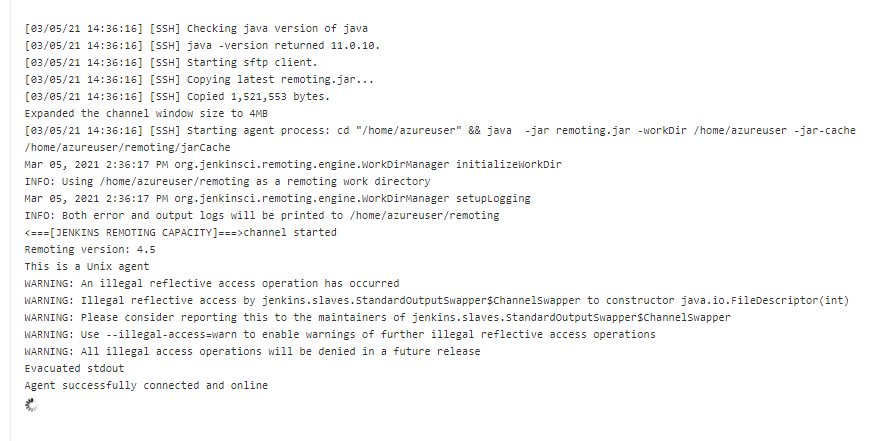 [03/05/21 14:36:16] [SSH] Checking java version of java
[03/05/21 14:36:16] [SSH] java -version returned 11.0.10.
[03/05/21 14:36:16] [SSH] Starting sftp client.
[03/05/21 14:36:16] [SSH] Copying latest remoting.jar...
[03/05/21 14:36:16] [SSH] Copied 1,521,553 bytes.
Expanded the channel window size to 4MB
[03/05/21 14:36:16] [SSH] Starting agent process: cd "/home/azureuser" && java  -jar remoting.jar -workDir /home/azureuser -jar-cache
/home/azureuser/remoting/jarCache
Mar 05, 2021 2:36:17 PM org.jenkinsci.remoting.engine.WorkDirManager initializeWorkDir
INFO: Using /home/azureuser/remoting as a remoting work directory
Mar 05, 2021 2:36:17 PM org.jenkinsci.remoting.engine.WorkDirManager setupLogging
INFO: Both error and output logs will be printed to /home/azureuser/remoting
<===[JENKINS REMOTING CAPACITY]===>channel started
Remoting version: 4.5
This is a Unix agent
WARNING: An illegal reflective access operation has occurred
WARNING: Illegal reflective access by jenkins.slaves.StandardOutputSwapper$ChannelSwapper to constructor java.io.FileDescriptor(int)
WARNING: Please consider reporting this to the maintainers of jenkins.slaves.StandardOutputSwapper$ChannelSwapper
WARNING: Use --illegal-access=warn to enable warnings of further illegal reflective access operations
WARNING: All illegal access operations will be denied in a future release
Evacuated stdout
Agent successfully connected and online